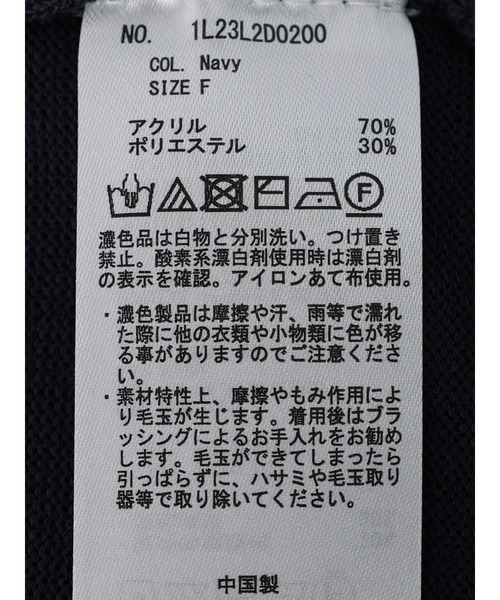 NO. 1L23L2D0200
COL. Navy
SIZE F
アクリル 70%
ポリエステル 30%
F
濃色品は白物と分別洗い。つけ置き
禁止。酸素系漂白剤使用時は漂白剤
の表示を確認。アイロンあて布使用。
・濃色製品は摩擦や汗、雨等で濡れ
た際に他の衣類や小物類に色が移
る事がありますのでご注意くださ
い。
・素材特性上、摩擦やもみ作用によ
り毛玉が生じます。着用後はブラ
ッシングによるお手入れをお勧め
します。毛玉ができてしまったら
引っぱらずに、ハサミや毛玉取り
器等で取り除いてください。
中国製